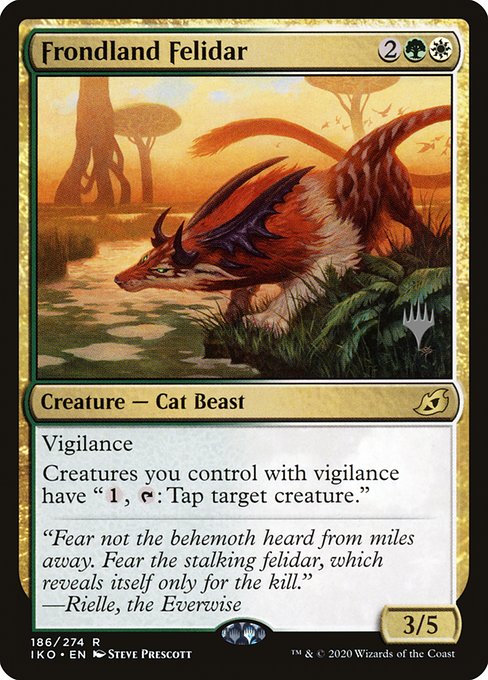 Frondland Felidar 2
Creature — Cat Beast
Vigilance
Creatures you control with vigilance
have “1, : Tap target creature.”
“Fear not the behemoth heard from miles
away. Fear the stalking felidar, which
reveals itself only for the kill.”
—Rielle, the Everwise
3/5
186/274 R
IKO • EN Steve Prescott
™ & © 2020 Wizards of the Coast